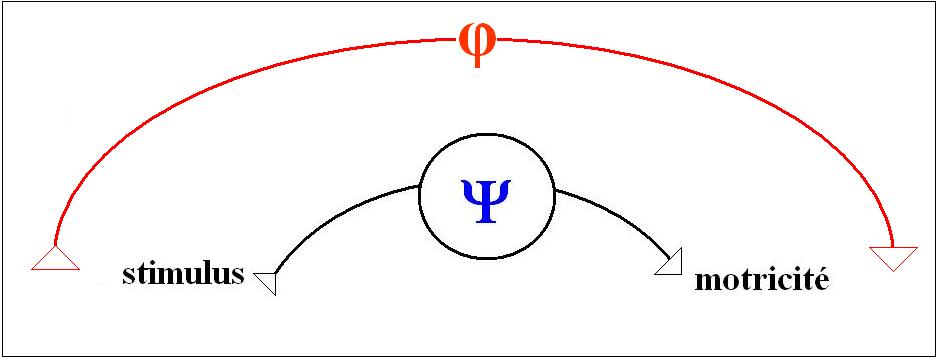 φ
Ψ
stimulus
motricité